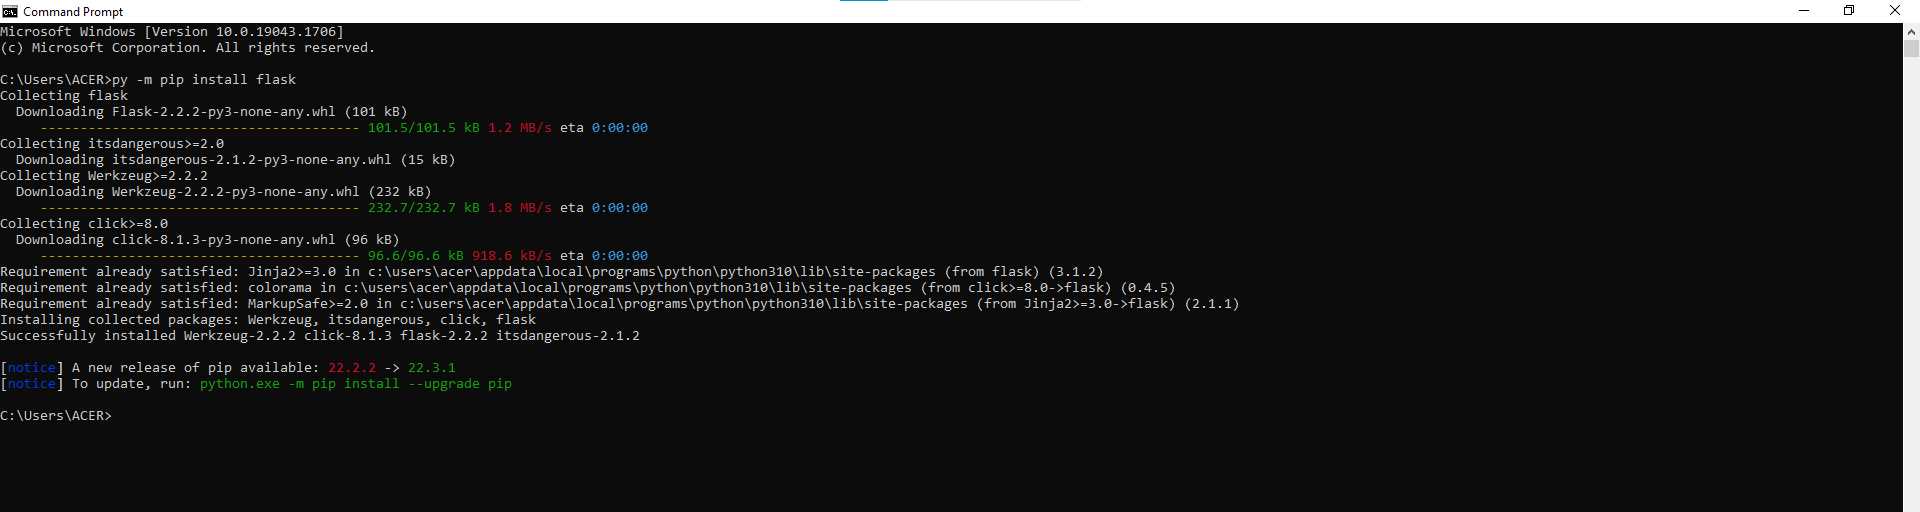 Command Prompt
Microsoft Windows [Version 10.0.19043.1706]
(c) Microsoft Corporation. All rights reserved.
C:\Users\ACER>py -m pip install flask
Collecting flask
  Downloading Flask-2.2.2-py3-none-any.whl (101 kB)
     ---------------------------------------- 101.5/101.5 kB 1.2 MB/s eta 0:00:00
Collecting itsdangerous>=2.0
  Downloading itsdangerous-2.1.2-py3-none-any.whl (15 kB)
Collecting Werkzeug>=2.2.2
  Downloading Werkzeug-2.2.2-py3-none-any.whl (232 kB)
     ---------------------------------------- 232.7/232.7 kB 1.8 MB/s eta 0:00:00
Collecting click>=8.0
  Downloading click-8.1.3-py3-none-any.whl (96 kB)
     ---------------------------------------- 96.6/96.6 kB 918.6 kB/s eta 0:00:00
Requirement already satisfied: Jinja2>=3.0 in c:\users\acer\appdata\local\programs\python\python310\lib\site-packages (from flask) (3.1.2)
Requirement already satisfied: colorama in c:\users\acer\appdata\local\programs\python\python310\lib\site-packages (from click>=8.0->flask) (0.4.5)
Requirement already satisfied: MarkupSafe>=2.0 in c:\users\acer\appdata\local\programs\python\python310\lib\site-packages (from Jinja2>=3.0->flask) (2.1.1)
Installing collected packages: Werkzeug, itsdangerous, click, flask
Successfully installed Werkzeug-2.2.2 click-8.1.3 flask-2.2.2 itsdangerous-2.1.2
[notice] A new release of pip available: 22.2.2 -> 22.3.1
[notice] To update, run: python.exe -m pip install --upgrade pip
C:\Users\ACER>